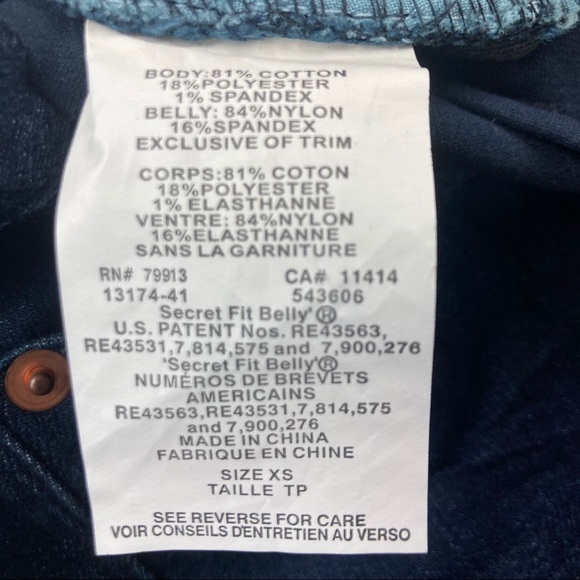 BODY:81% COTTON
18%POLYESTER
1% SPANDEX
BELLY: 84%NYLON
16%SPANDEX
EXCLUSIVE OF TRIM
CORPS:81% COTON
18%POLYESTER
1% ELASTHANNE
VENTRE: 84%NYLON
16%ELASTHANNE
SANS LA GARNITURE
RN# 79913 CA# 11414
13174-41 543606
Secret Fit Belly'®
U.S. PATENT Nos. RE43563,
RE43531,7,814,575 and 7,900,276
'Secret Fit Belly'®
NUMÉROS DE BREVETS
AMERICAINS
RE43563,RE43531,7,814,575
and 7,900,276
MADE IN CHINA
FABRIQUE EN CHINE
SIZE XS
TAILLE TP
SEE REVERSE FOR CARE
VOIR CONSEILS D'ENTRETIEN AU VERSO